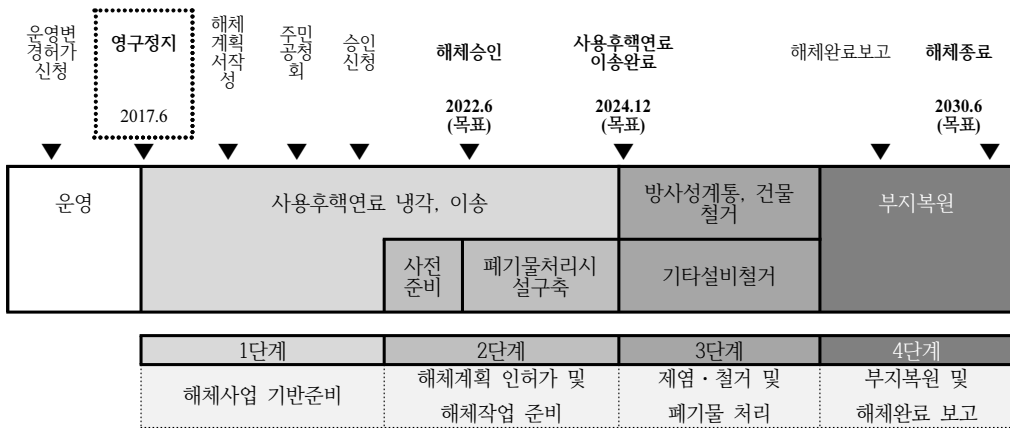 운영변
경허가
신청
영구정지
2017.6
해체
계획
서작
성
주민
공청
회
승인
신청
해체승인
2022.6
(목표)
사용후핵연료
이송완료
2024.12
(목표)
해체완료보고
해체종료
2030.6
(목표)
운영
사용후핵연료 냉각, 이송
방사성계통, 건물
철거
부지복원
사전
준비
폐기물처리시
설구축
기타설비철거
1단계
2단계
3단계
4단계
해체사업 기반준비
해체계획 인허가 및
해체작업 준비
제염·철거 및
폐기물 처리
부지복원 및
해체완료 보고